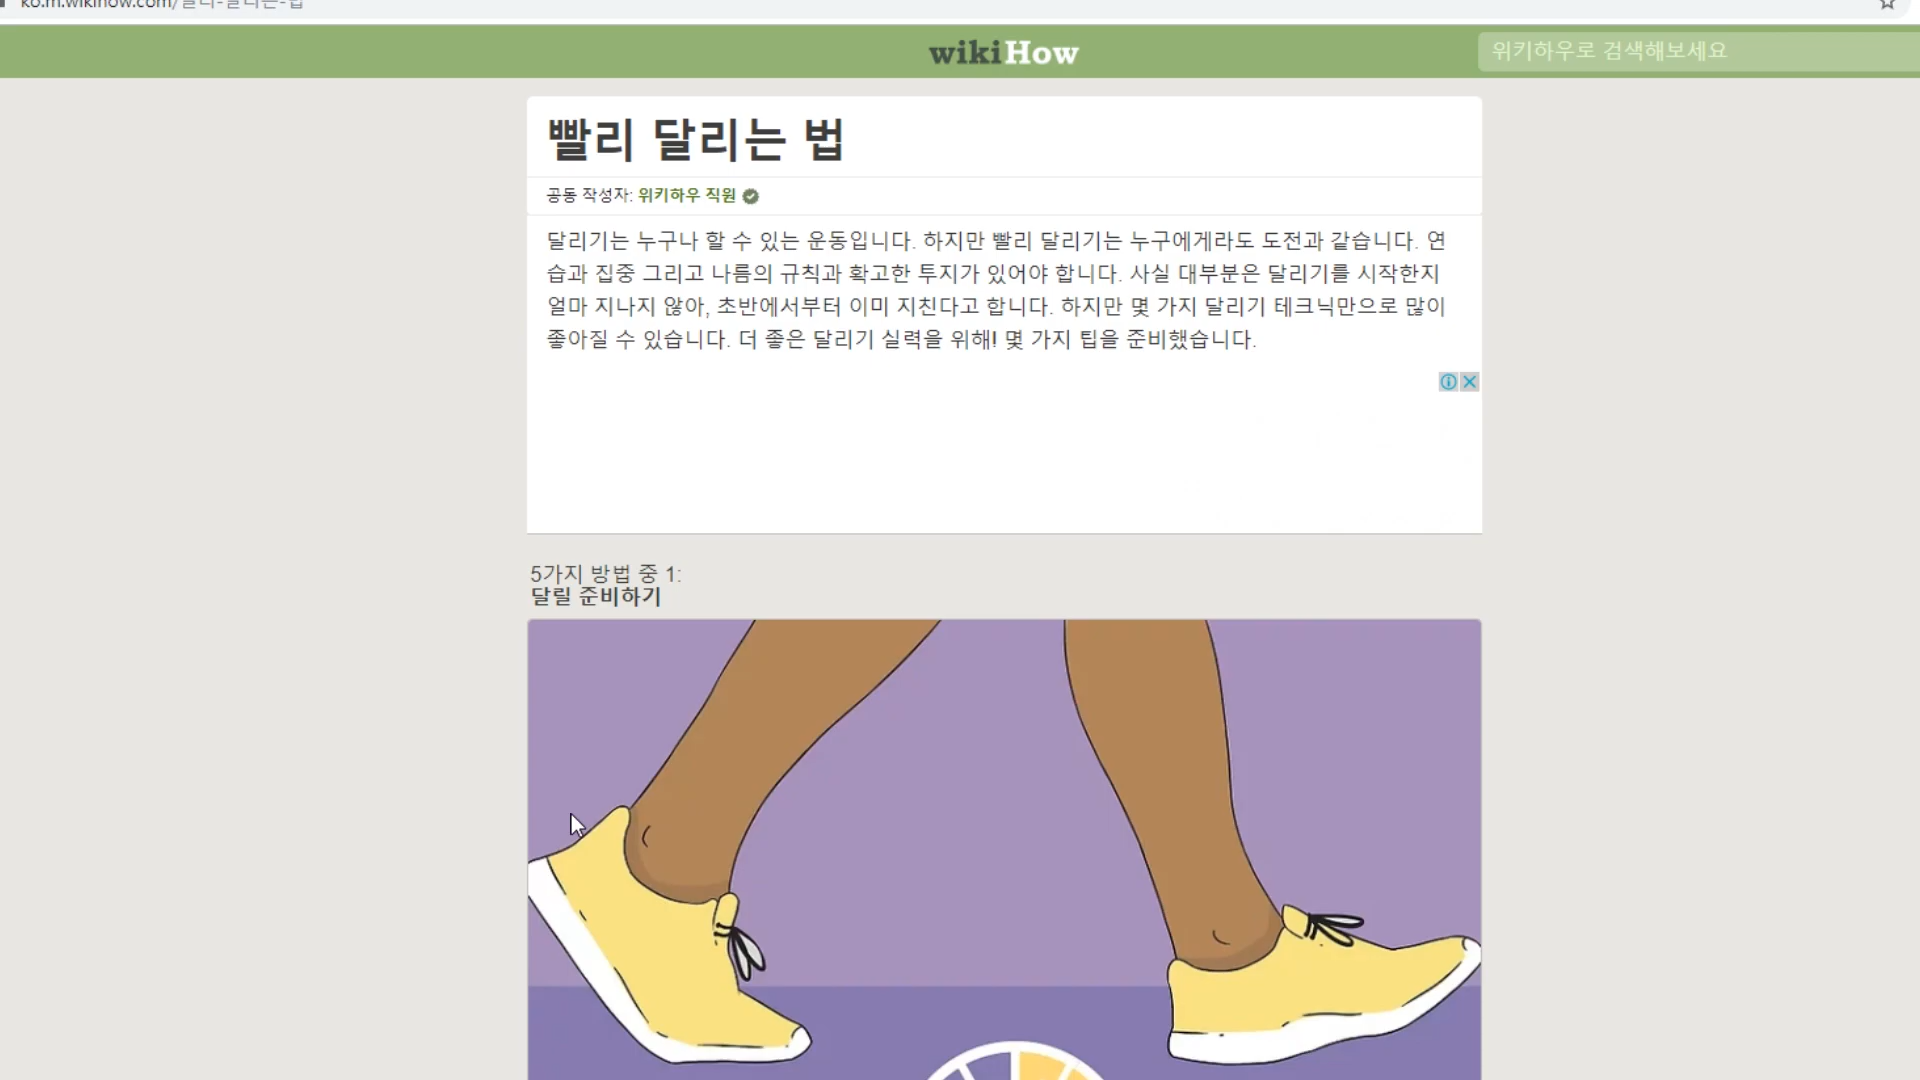 ko.m.wikihow.com/빨리-달리는-법
wikiHow
위키하우로 검색해보세요
빨리 달리는 법
공동 작성자: 위키하우 직원
달리기는 누구나 할 수 있는 운동입니다. 하지만 빨리 달리기는 누구에게라도 도전과 같습니다. 연
습과 집중 그리고 나름의 규칙과 확고한 투지가 있어야 합니다. 사실 대부분은 달리기를 시작한지
얼마 지나지 않아, 초반에서부터 이미 지친다고 합니다. 하지만 몇 가지 달리기 테크닉만으로 많이
좋아질 수 있습니다. 더 좋은 달리기 실력을 위해! 몇 가지 팁을 준비했습니다.
5가지 방법 중 1:
달릴 준비하기